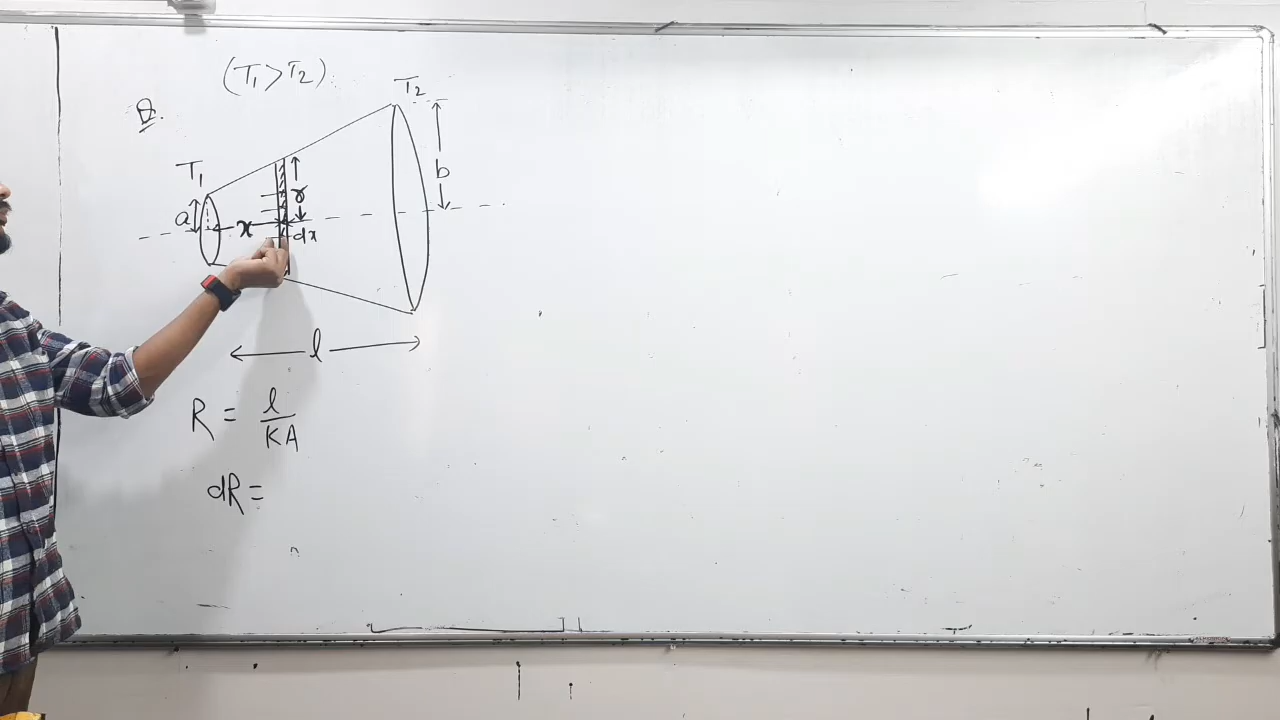 (T₁ > T₂)
Q.
T₂
T₁
b
r
a
x
dx
l
R = l/KA
dR =